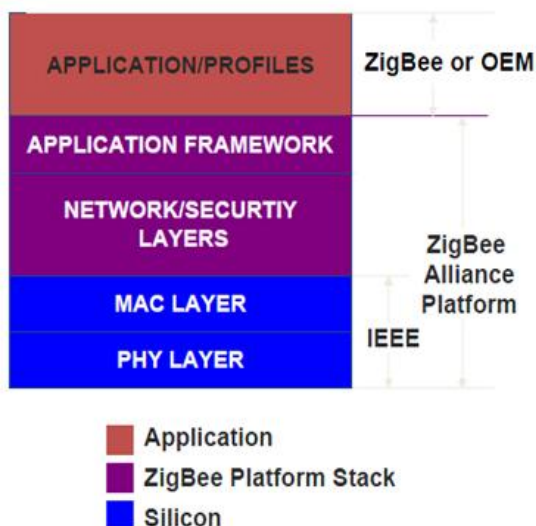 APPLICATION/PROFILES
ZigBee or OEM
APPLICATION FRAMEWORK
NETWORK/SECURTIY
LAYERS
ZigBee
Alliance
Platform
MAC LAYER
IEEE
PHY LAYER
Application
ZigBee Platform Stack
Silicon